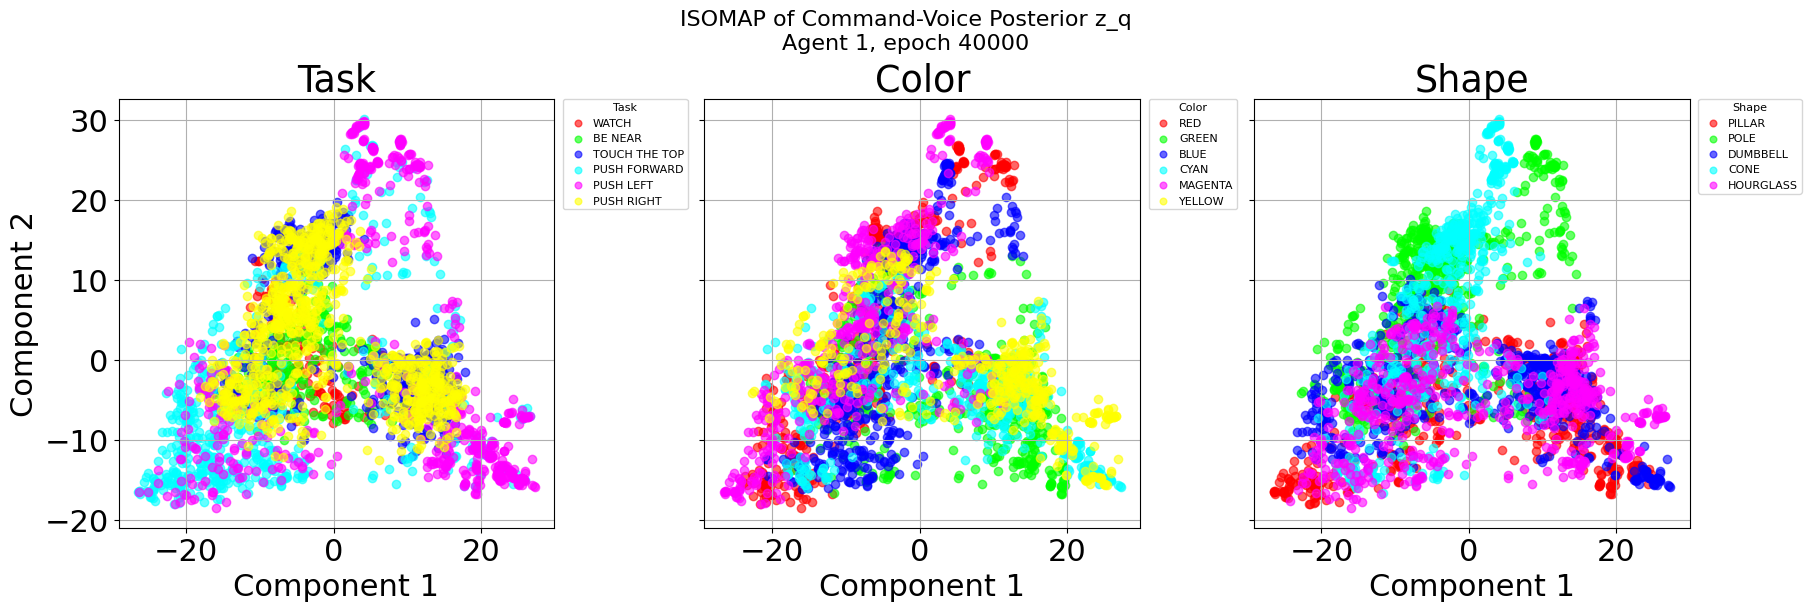 ISOMAP of Command-Voice Posterior z_q
Agent 1, epoch 40000
Task
Color
Shape
Task
WATCH
BE NEAR
TOUCH THE TOP
PUSH FORWARD
PUSH LEFT
PUSH RIGHT
Color
RED
GREEN
BLUE
CYAN
MAGENTA
YELLOW
Shape
PILLAR
POLE
DUMBBELL
CONE
HOURGLASS
Component 2
30
20
10
0
−10
−20
−20 0 20
−20 0 20
−20 0 20
Component 1
Component 1
Component 1